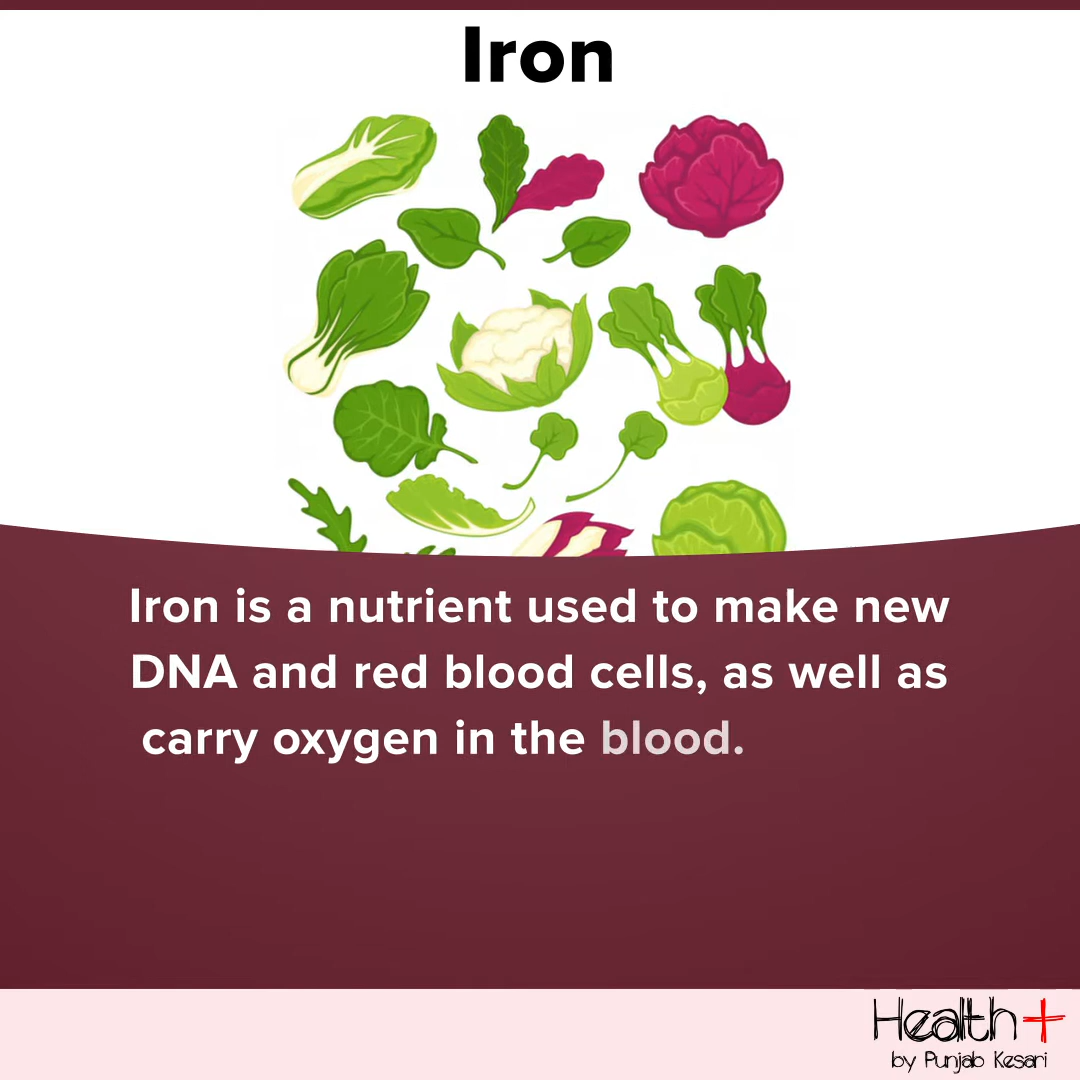 Iron
Iron is a nutrient used to make new
DNA and red blood cells, as well as
carry oxygen in the blood.
Health+
by Punjab Kesari